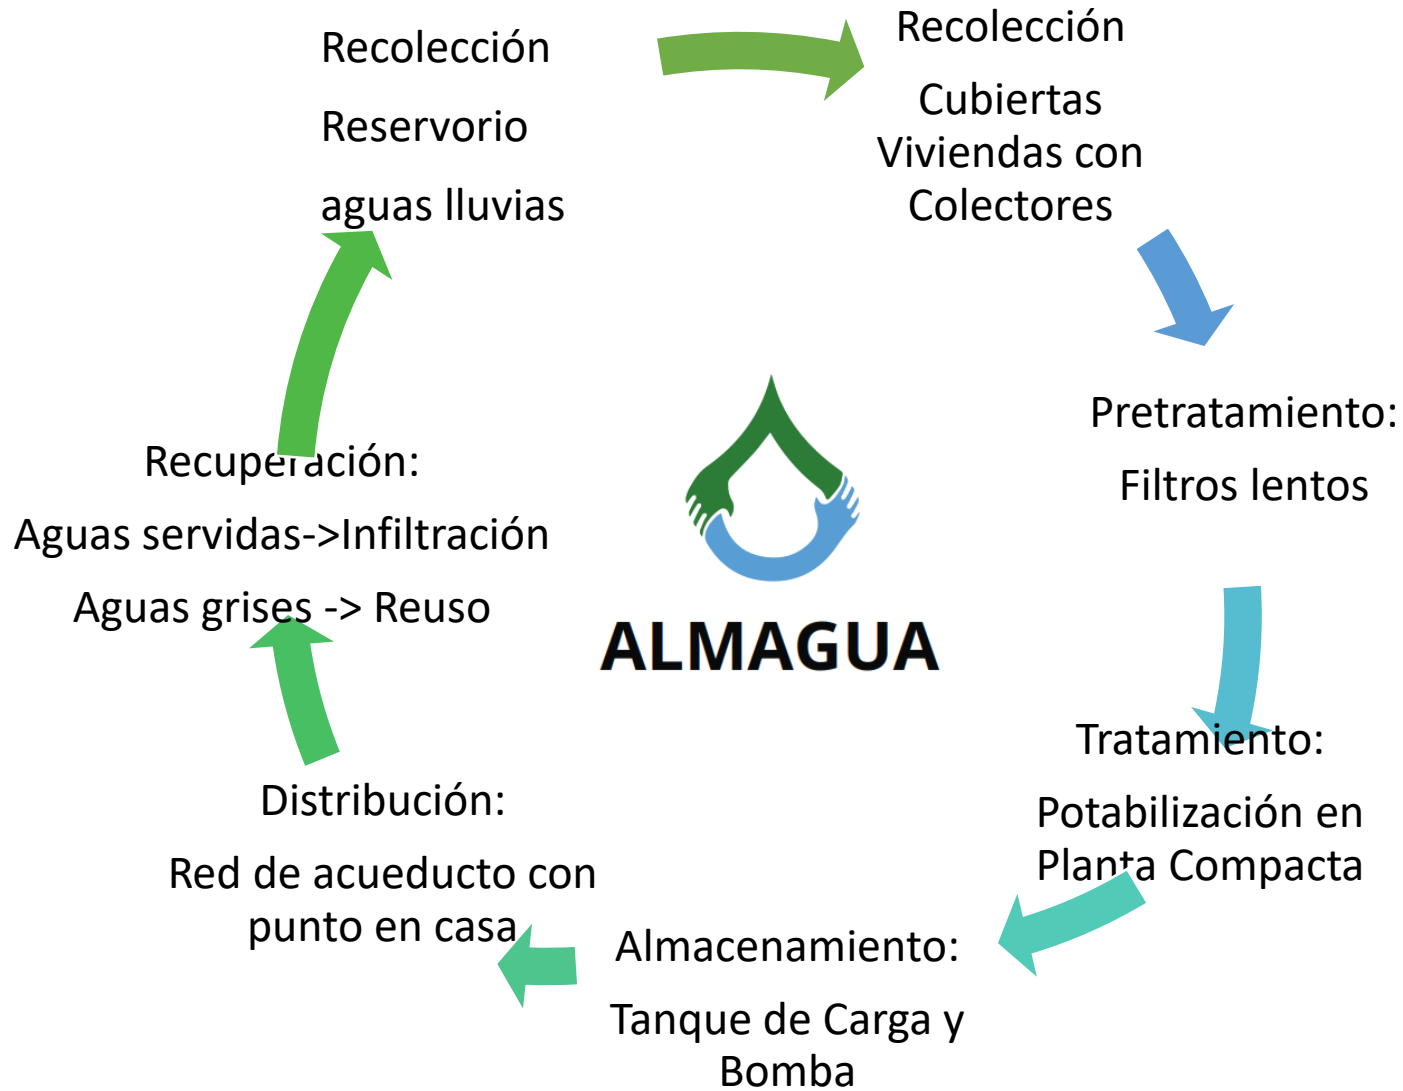 Recolección
Reservorio
aguas lluvias
Recolección
Cubiertas
Viviendas con
Colectores
Pretratamiento:
Filtros lentos
Tratamiento:
Potabilización en
Planta Compacta
Almacenamiento:
Tanque de Carga y
Bomba
Distribución:
Red de acueducto con
punto en casa
Recuperación:
Aguas servidas->Infiltración
Aguas grises -> Reuso
ALMAGUA